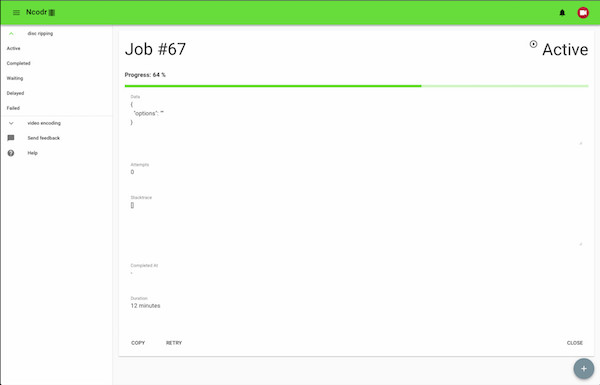 Ncodr
disc ripping
Active
Completed
Waiting
Delayed
Failed
video encoding
Send feedback
Help
Job #67
Active
Progress: 64 %
Data
{
"options": ""
}
Attempts
0
Stacktrace
[]
Completed At
-
Duration
12 minutes
COPY
RETRY
CLOSE